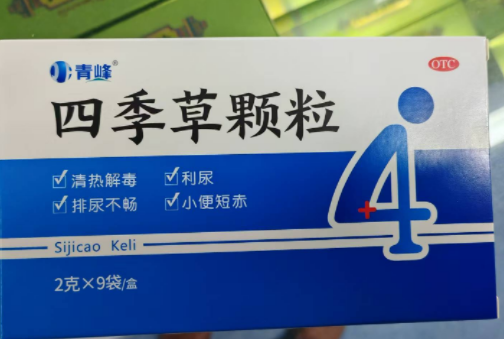 青峰®
OTC
四季草颗粒
☑清热解毒 ☑利尿
☑排尿不畅 ☑小便短赤
Sijicao Keli
2克×9袋/盒